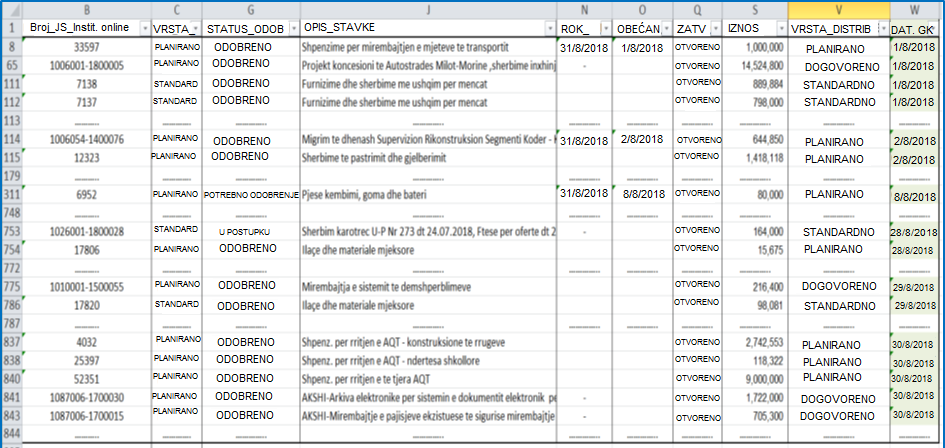 B C G J N O Q S V W
1 Broj_JS_Instit. online VRSTA_ STATUS_ODOB OPIS_STAVKE ROK_ OBEĆAN ZATV IZNOS VRSTA_DISTRIB DAT. GK
8 33597 PLANIRANO ODOBRENO Shpenzime per mirembajtjen e mjeteve te transportit 31/8/2018 1/8/2018 OTVORENO 1,000,000 PLANIRANO 1/8/2018
65 1006001-1800005 PLANIRANO ODOBRENO Projekt koncesioni te Autostrades Milot-Morine ,sherbime inxhinj - OTVORENO 14,524,800 DOGOVORENO 1/8/2018
111 7138 STANDARD ODOBRENO Furnizime dhe sherbime me ushqim per mencat OTVORENO 889,884 STANDARDNO 1/8/2018
112 7137 STANDARD ODOBRENO Furnizime dhe sherbime me ushqim per mencat OTVORENO 798,000 STANDARDNO 1/8/2018
113
114 1006054-1400076 PLANIRANO ODOBRENO Migrim te dhenash Supervizion Rikonstruksion Segmenti Koder - 31/8/2018 2/8/2018 OTVORENO 644,850 PLANIRANO 2/8/2018
115 12323 PLANIRANO ODOBRENO Sherbime te pastrimit dhe gjelberimit OTVORENO 1,418,118 PLANIRANO 2/8/2018
179
311 6952 PLANIRANO POTREBNO ODOBRENJE Pjese kembimi, goma dhe bateri 31/8/2018 8/8/2018 OTVORENO 80,000 PLANIRANO 8/8/2018
748
753 1026001-1800028 STANDARD U POSTUPKU Sherbim karotrec U-P Nr 273 dt 24.07.2018, Ftese per oferte dt 2 - OTVORENO 164,000 STANDARDNO 28/8/2018
754 17806 PLANIRANO ODOBRENO Ilaçe dhe materiale mjeksore OTVORENO 15,675 PLANIRANO 28/8/2018
772
775 1010001-1500055 PLANIRANO ODOBRENO Mirembajtja e sistemit te demshperblimeve - OTVORENO 216,400 DOGOVORENO 29/8/2018
786 17820 STANDARD ODOBRENO Ilaçe dhe materiale mjeksore OTVORENO 98,081 STANDARDNO 29/8/2018
787
837 4032 PLANIRANO ODOBRENO Shpenz. per rritjen e AQT - konstruksione te rrugeve OTVORENO 2,742,553 PLANIRANO 30/8/2018
838 25397 PLANIRANO ODOBRENO Shpenz. per rritjen e AQT - ndertesa shkollore OTVORENO 118,322 PLANIRANO 30/8/2018
840 52351 PLANIRANO ODOBRENO Shpenz. per rritjen e te tjera AQT OTVORENO 9,000,000 PLANIRANO 30/8/2018
841 1087006-1700030 PLANIRANO ODOBRENO AKSHI-Arkiva elektronike per sistemin e dokumentit elektronik pe - OTVORENO 1,722,000 DOGOVORENO 30/8/2018
843 1087006-1700015 PLANIRANO ODOBRENO AKSHI-Mirembajtje e pajisjeve ekzistuese te sigurise mirembajtje - OTVORENO 705,300 DOGOVORENO 30/8/2018
844